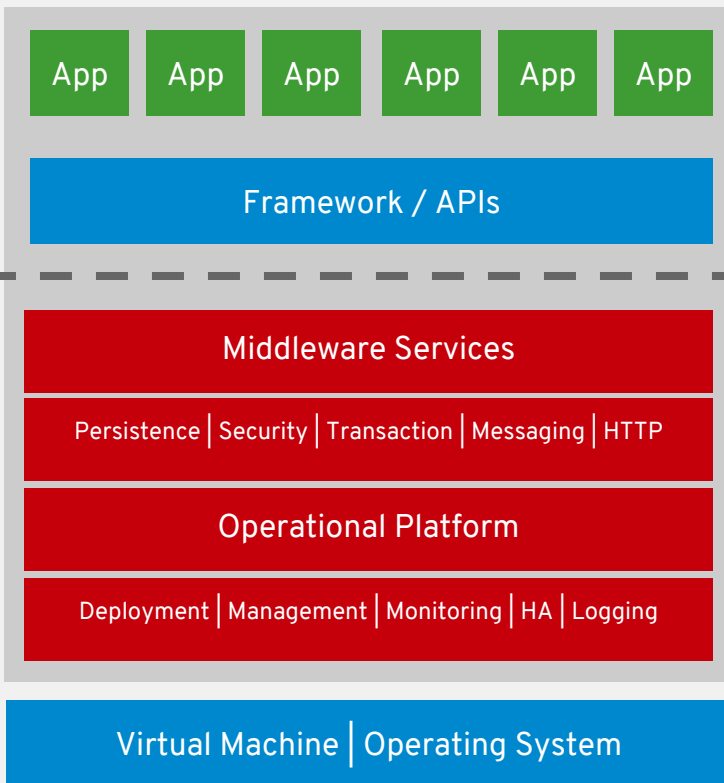 App App App App App App
Framework / APIs
Middleware Services
Persistence | Security | Transaction | Messaging | HTTP
Operational Platform
Deployment | Management | Monitoring | HA | Logging
Virtual Machine | Operating System